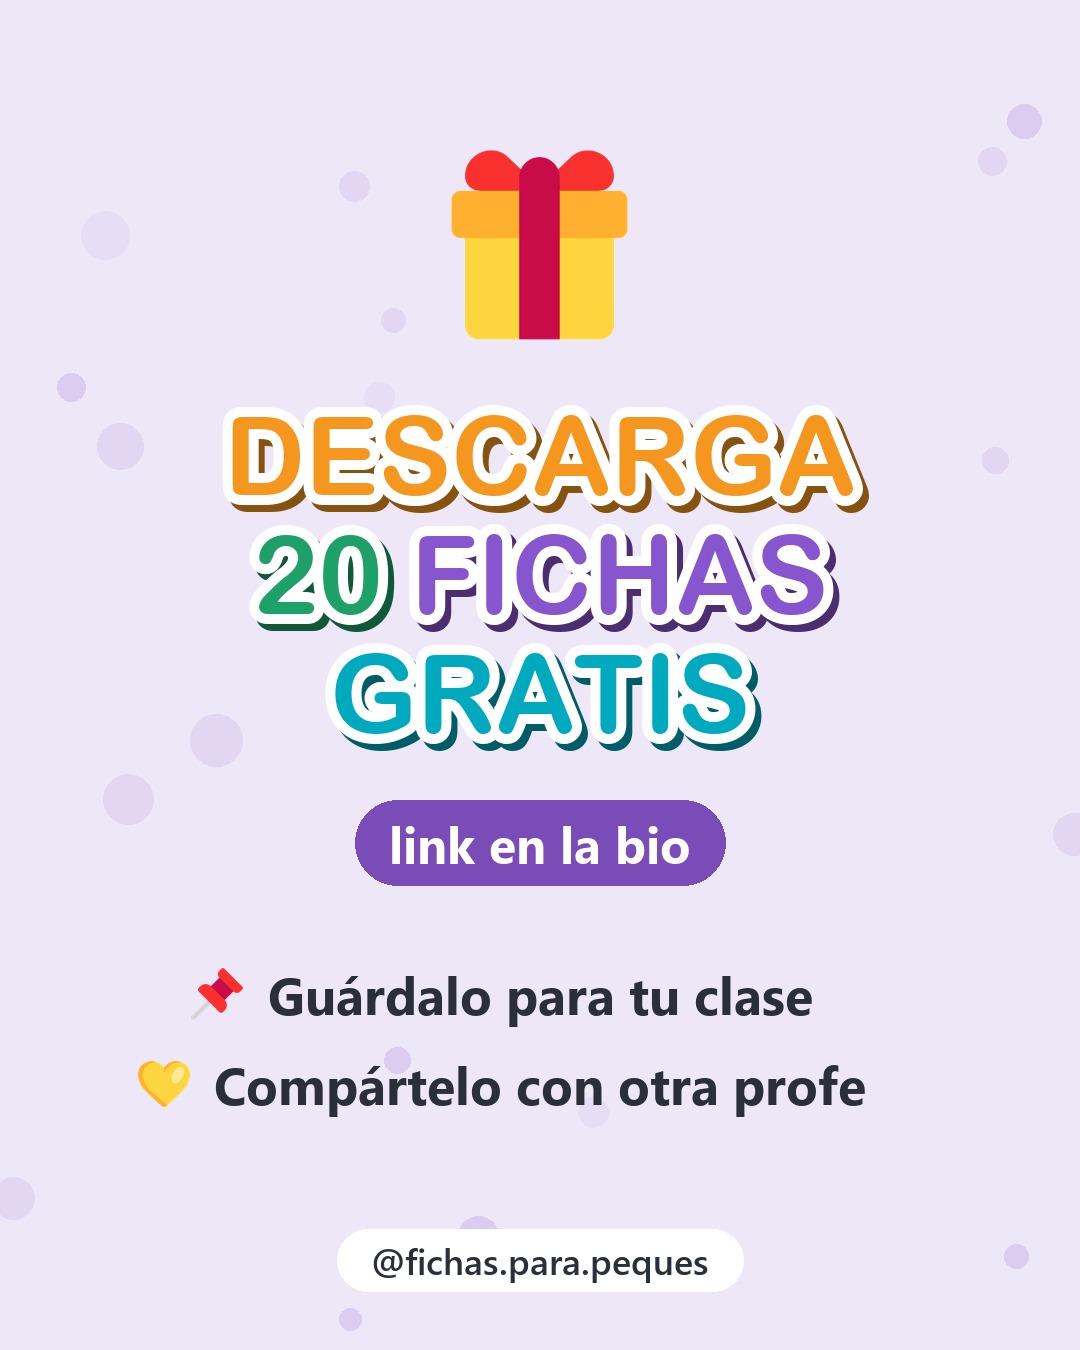 DESCARGA
20 FICHAS
GRATIS
link en la bio
Guárdalo para tu clase
Compártelo con otra profe
@fichas.para.peques